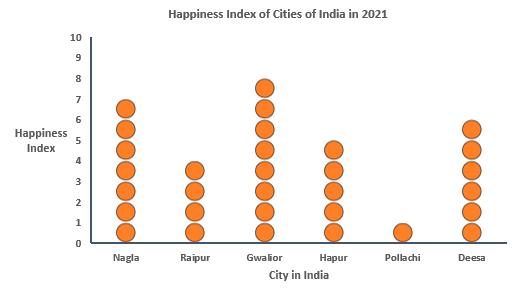 Happiness Index of Cities of India in 2021
10
9
8
7
6
5
4
3
2
1
0
Happiness
Index
Nagla Raipur Gwalior Hapur Pollachi Deesa
City in India